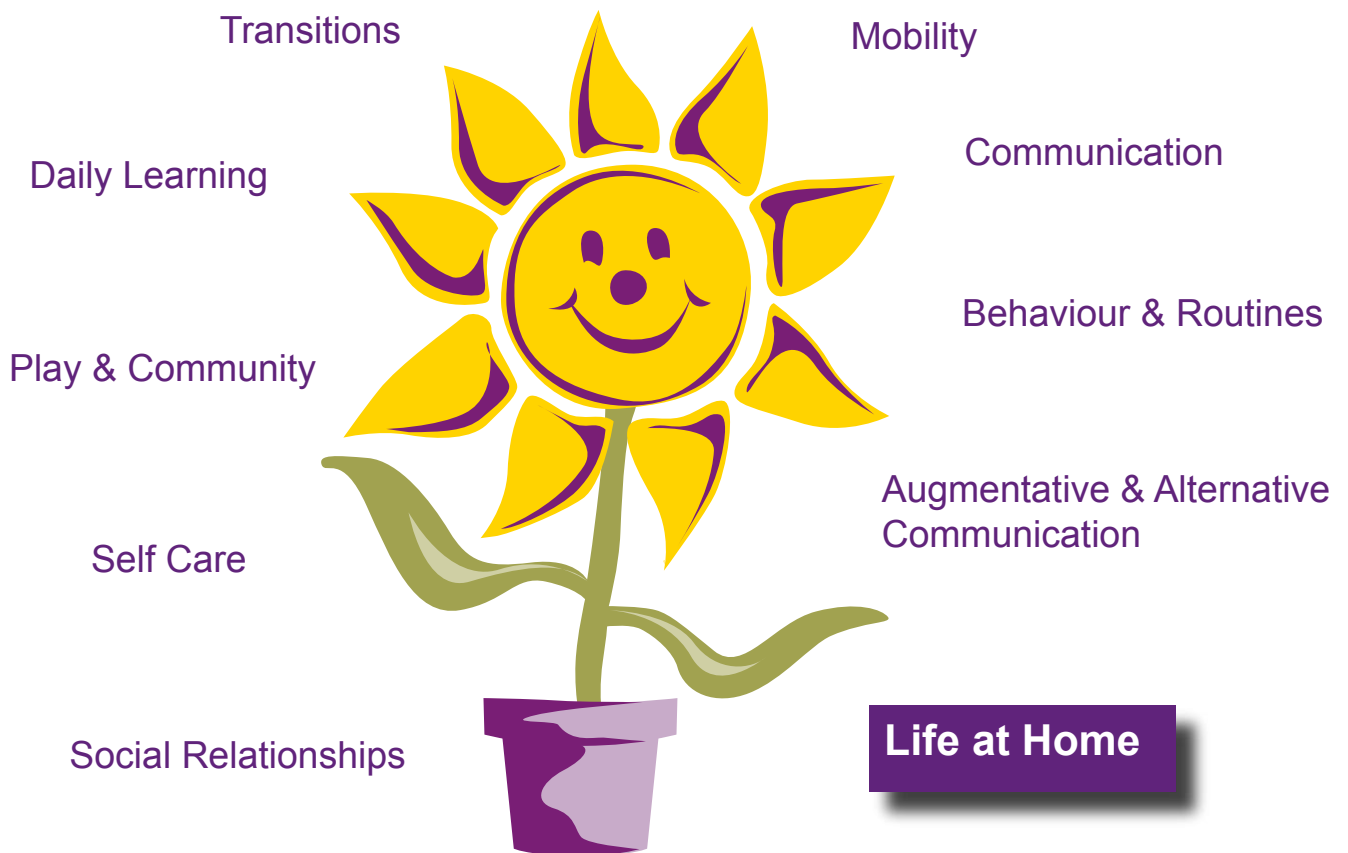 Transitions
Mobility
Communication
Daily Learning
Behaviour & Routines
Play & Community
Augmentative & Alternative
Communication
Self Care
Social Relationships
Life at Home